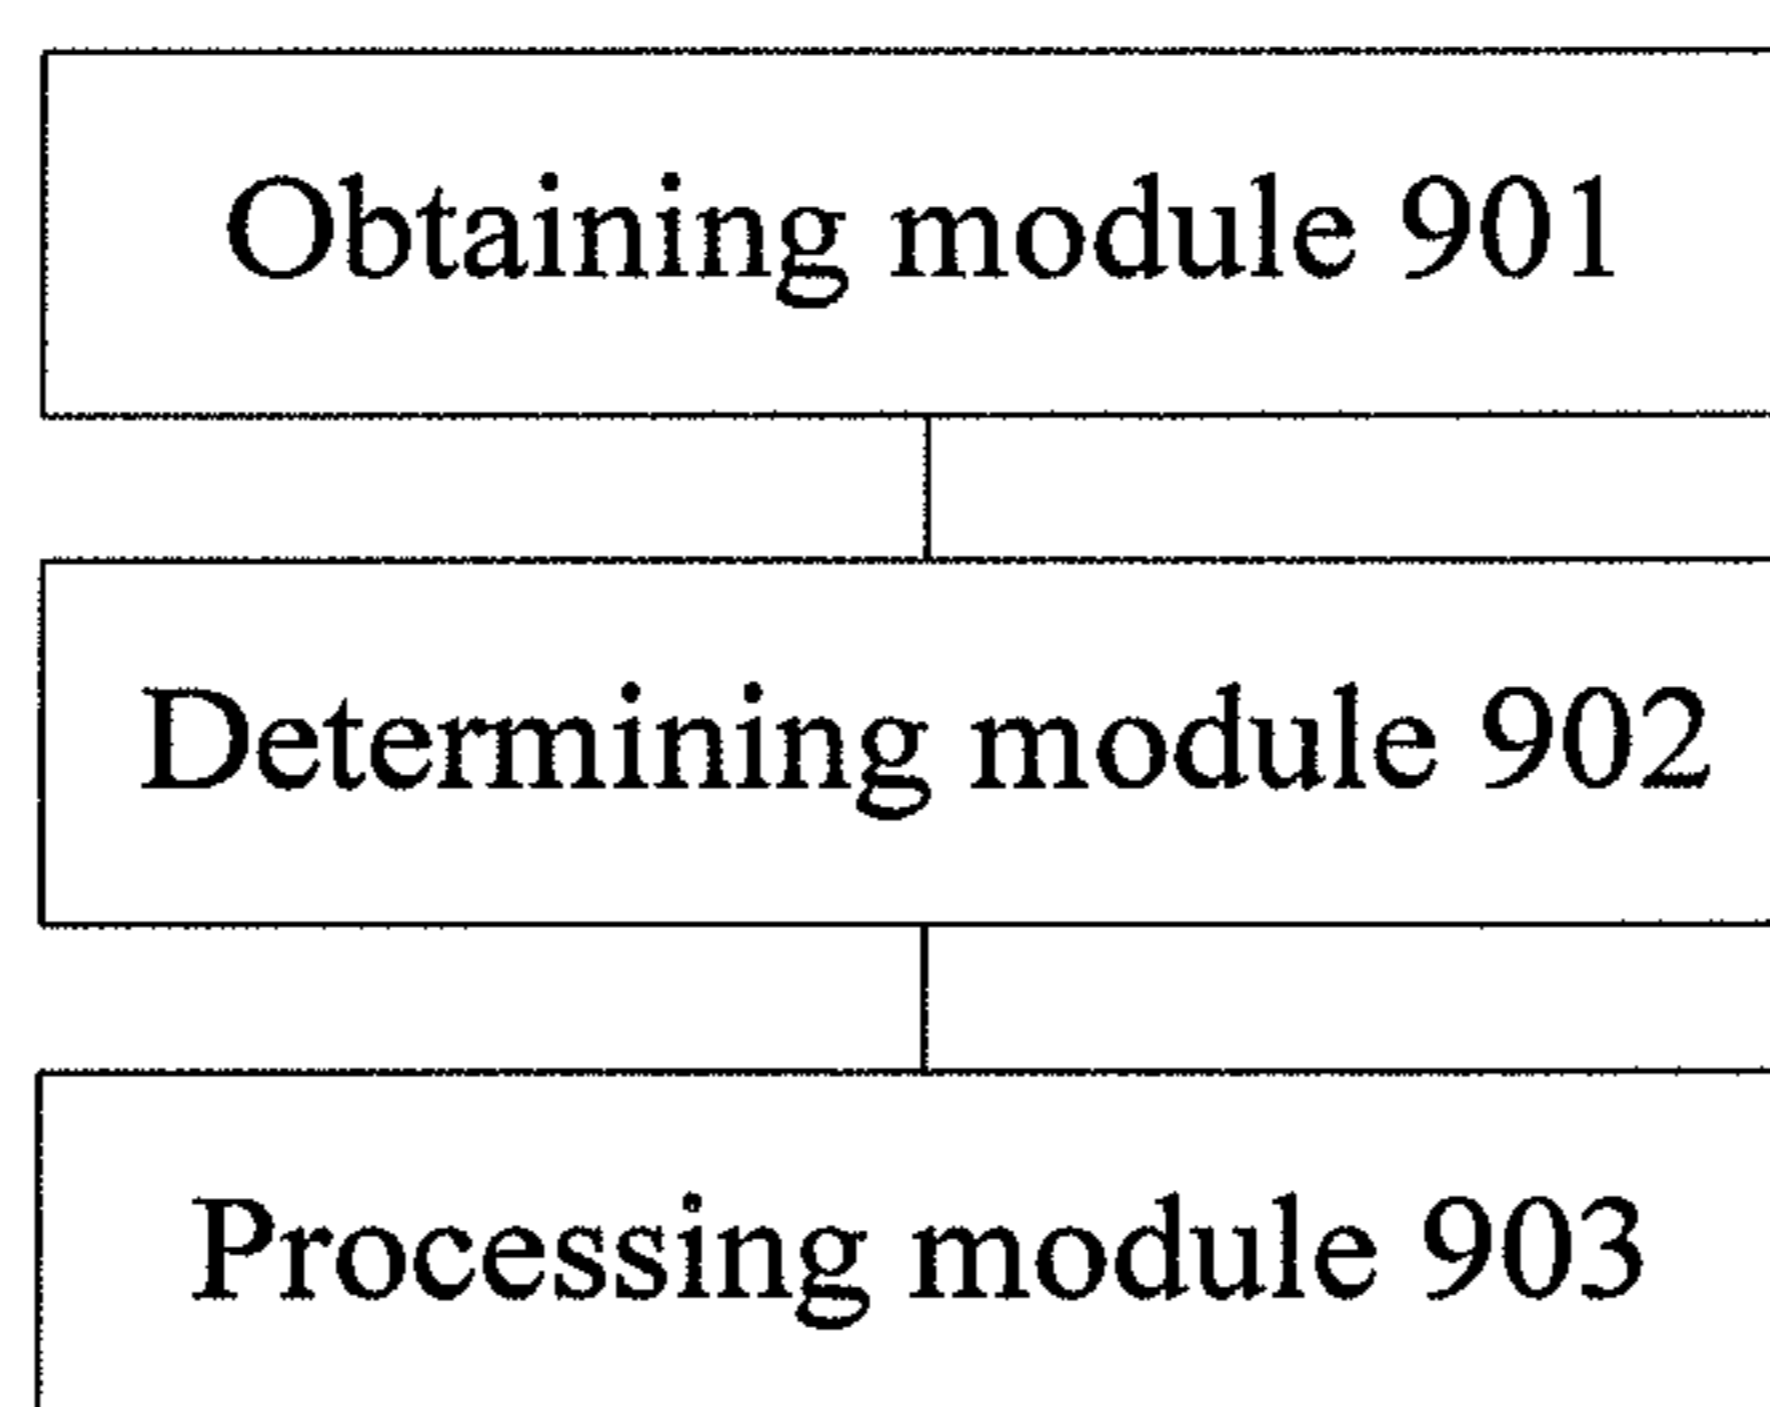 Obtaining module 901
Determining module 902
Processing module 903